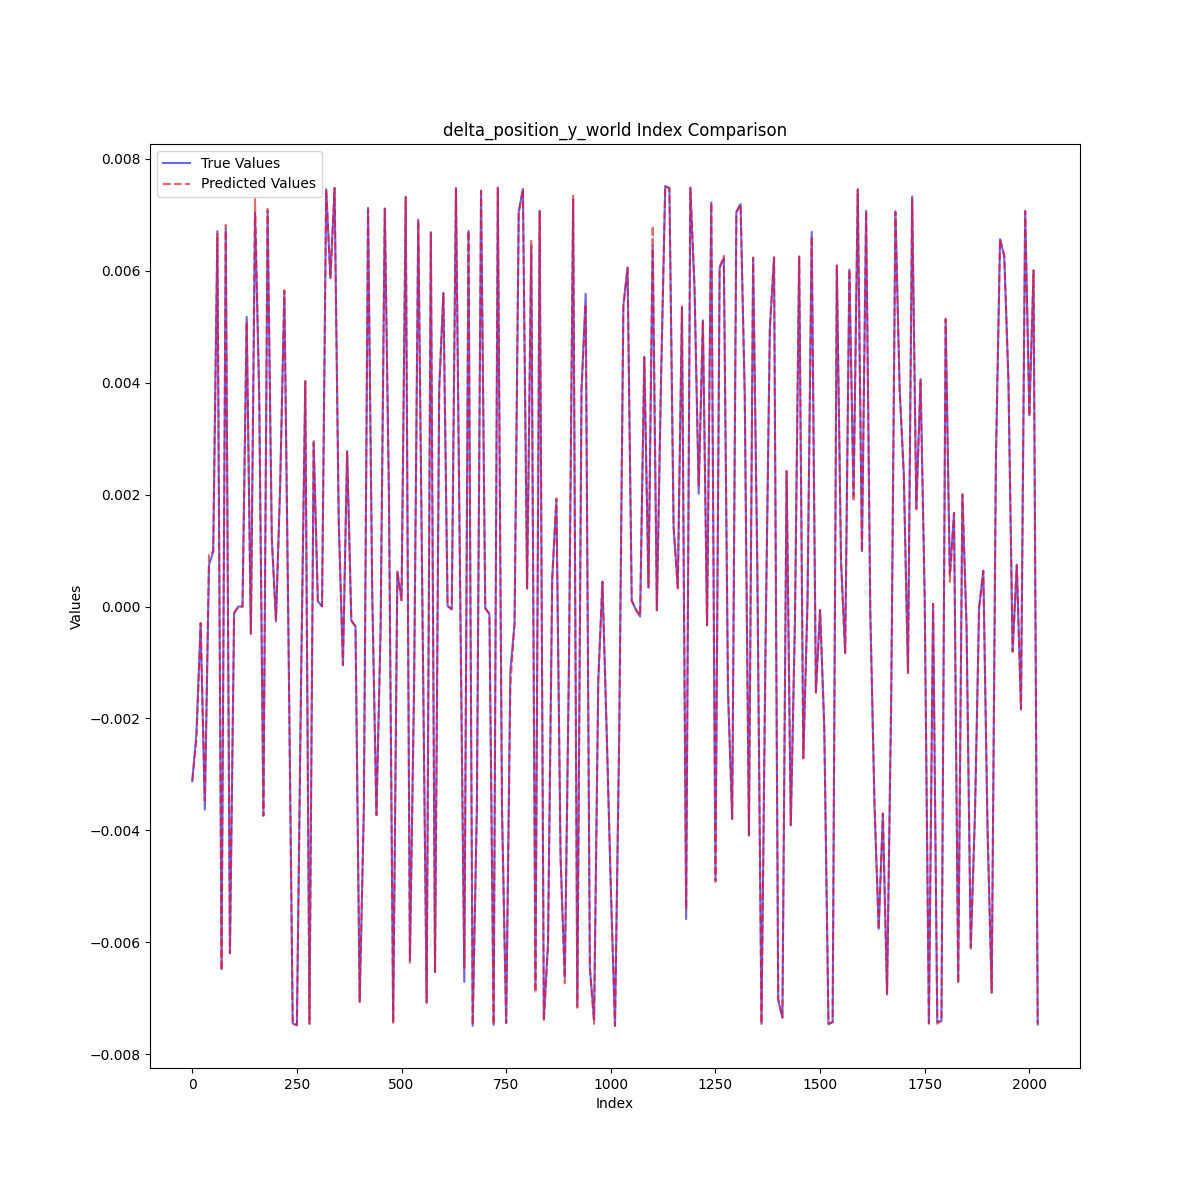 delta_position_y_world Index Comparison
True Values
Predicted Values
0.008
0.006
0.004
0.002
0.000
−0.002
−0.004
−0.006
−0.008
Values
0 250 500 750 1000 1250 1500 1750 2000
Index